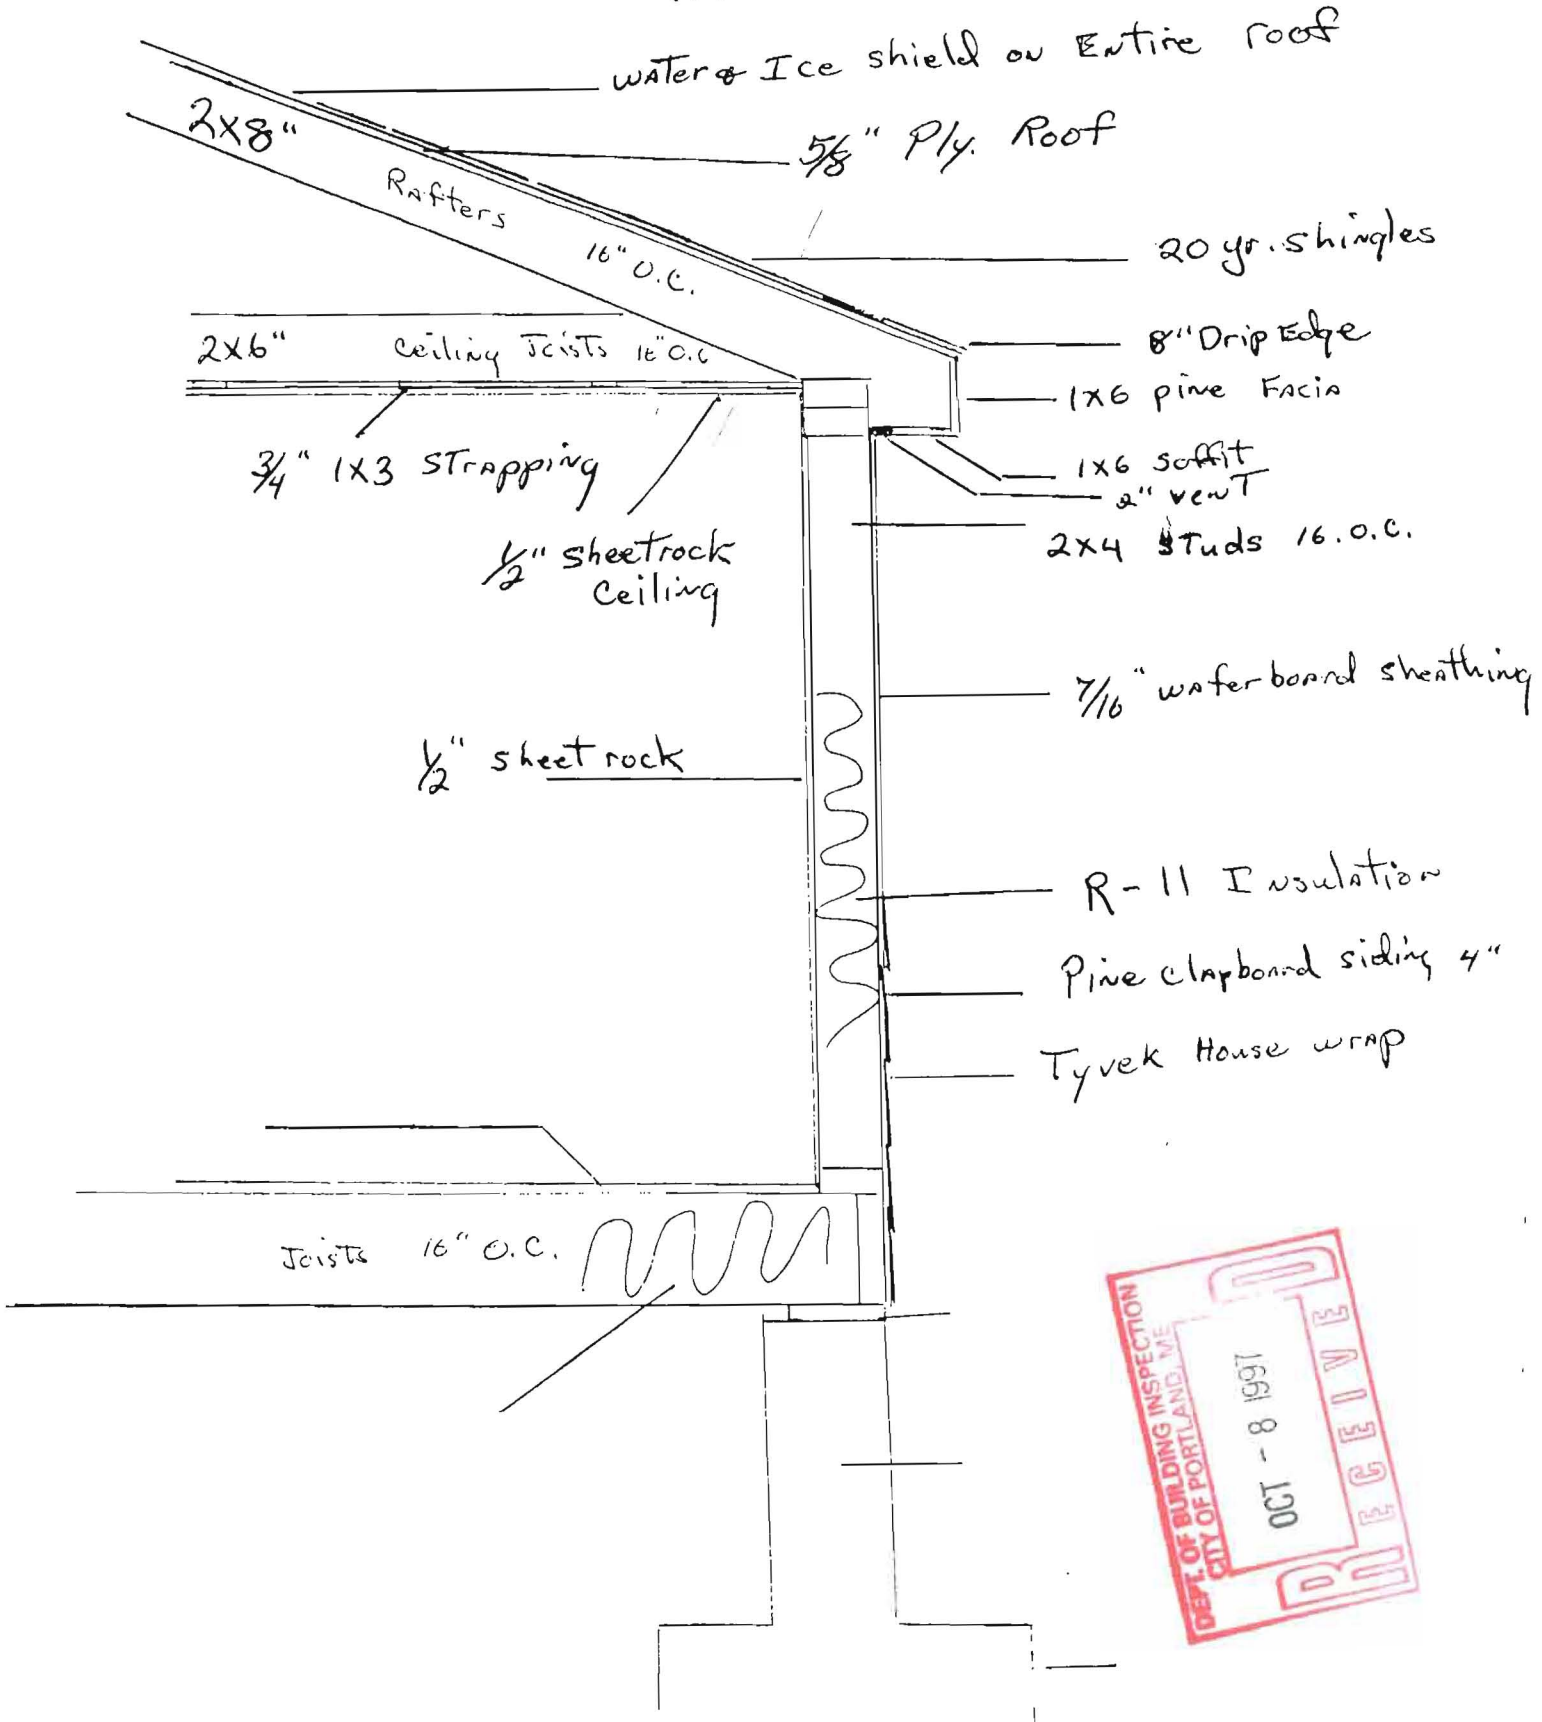 Water & Ice shield on Entire roof
2x8"
5/8" Ply. Roof
Rafters
16" O.C.
20 yr. shingles
2x6" Ceiling Joists 16" O.C
8" Drip Edge
1x6 pine Facia
3/4" 1x3 Strapping
1x6 Soffit
2" vent
2x4 Studs 16. O.C.
1/2" Sheetrock
Ceiling
7/16" waferboard sheathing
1/2" sheet rock
R-11 Insulation
Pine clapboard siding 4"
Tyvek House wrap
Joists 16" O.C.
DEPT. OF BUILDING INSPECTION
CITY OF PORTLAND, ME
OCT - 8 1997
RECEIVED